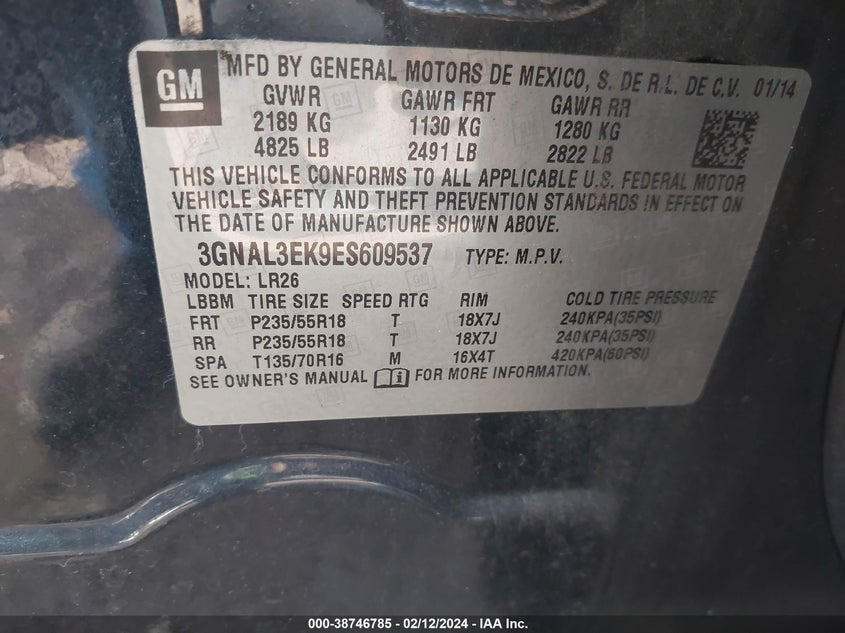 GM MFD BY GENERAL MOTORS DE MEXICO, S. DE R.L. DE C.V. 01/14
GVWR GAWR FRT GAWR RR
2189 KG 1130 KG 1280 KG
4825 LB 2491 LB 2822 LB
THIS VEHICLE CONFORMS TO ALL APPLICABLE U.S. FEDERAL MOTOR
VEHICLE SAFETY AND THEFT PREVENTION STANDARDS IN EFFECT ON
THE DATE OF MANUFACTURE SHOWN ABOVE.
3GNAL3EK9ES609537 TYPE: M.P.V.
MODEL: LR26
LBBM TIRE SIZE SPEED RTG RIM COLD TIRE PRESSURE
FRT P235/55R18 T 18X7J 240KPA(35PSI)
RR P235/55R18 T 18X7J 240KPA(35PSI)
SPA T135/70R16 M 16X4T 420KPA(60PSI)
SEE OWNER'S MANUAL FOR MORE INFORMATION.
000-38746785 - 02/12/2024 - IAA Inc.